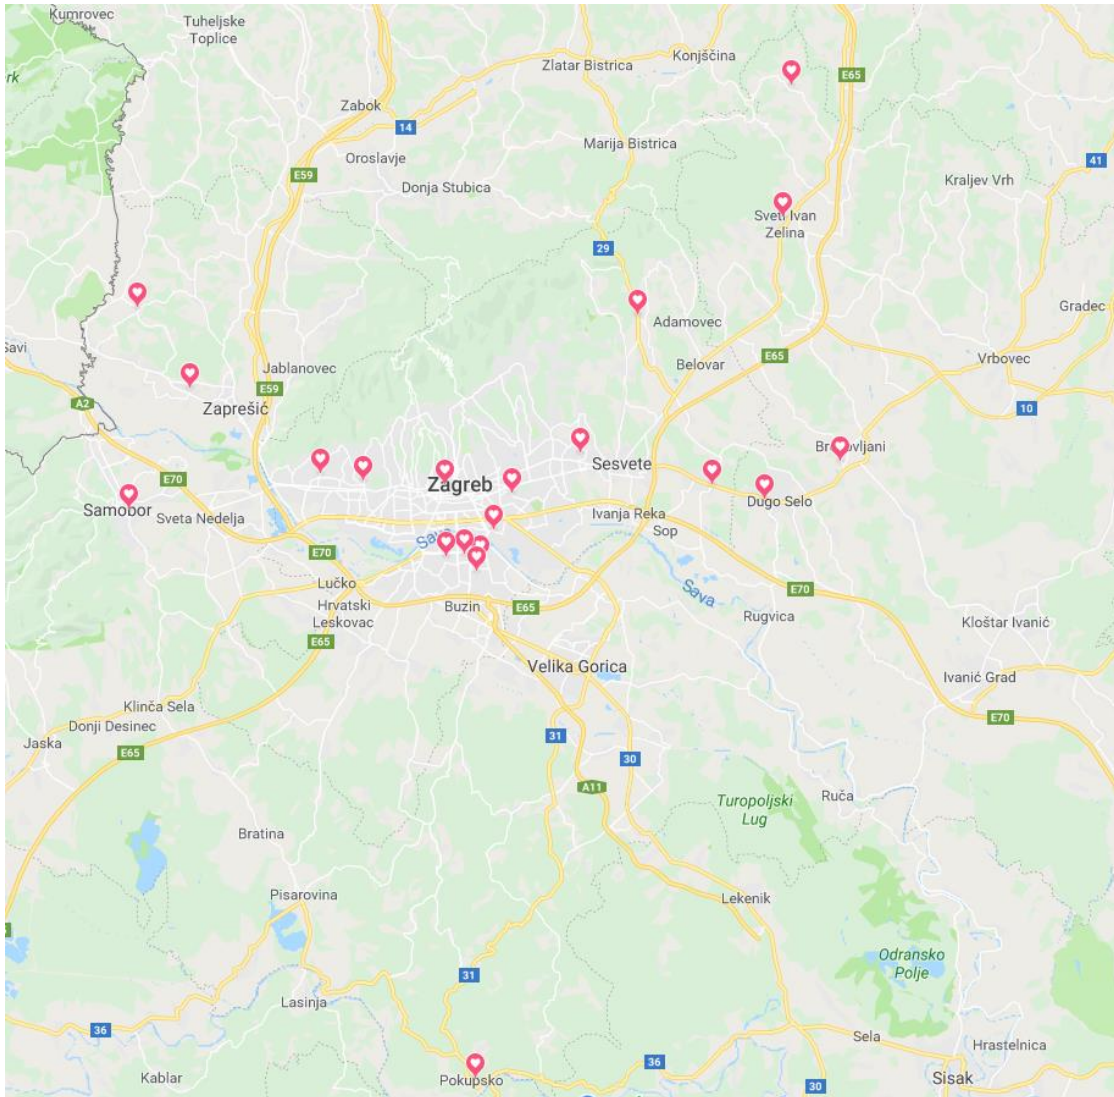 Kumrovec
Tuheljske
Toplice
Konjščina
Zlatar Bistrica
E65
Zabok
14
Marija Bistrica
Oroslavje
41
E59
Donja Stubica
Kraljev Vrh
Sveti Ivan
Zelina
29
Gradec
Adamovec
Savi
Jablanovec
Belovar
E65
Vrbovec
E59
A2
Zaprešić
10
Sesvete
E70
Zagreb
Dugo Selo
Samobor
Sveta Nedelja
Ivanja Reka
Sop
Sava
E70
Lučko
E70
Sava
Hrvatski
Leskovac
Buzin
E65
Rugvica
Kloštar Ivanić
E65
Velika Gorica
Ivanić Grad
Klinča Sela
E70
Donji Desinec
Jaska
E65
31
30
A11
Turopoljski
Lug
Ruča
Bratina
Pisarovina
Lekenik
Odransko
Polje
31
Lasinja
36
Sela
Hrastelnica
36
Kablar
Pokupsko
30
Sisak